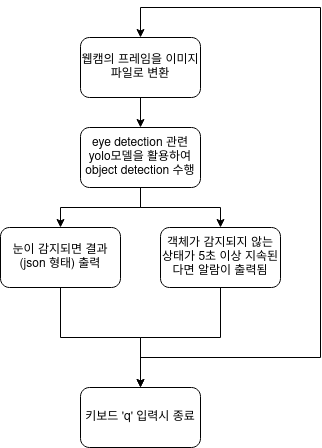 웹캠의 프레임을 이미지
파일로 변환
eye detection 관련
yolo모델을 활용하여
object detection 수행
눈이 감지되면 결과
(json 형태) 출력
객체가 감지되지 않는
상태가 5초 이상 지속된
다면 알람이 출력됨
키보드 'q' 입력시 종료